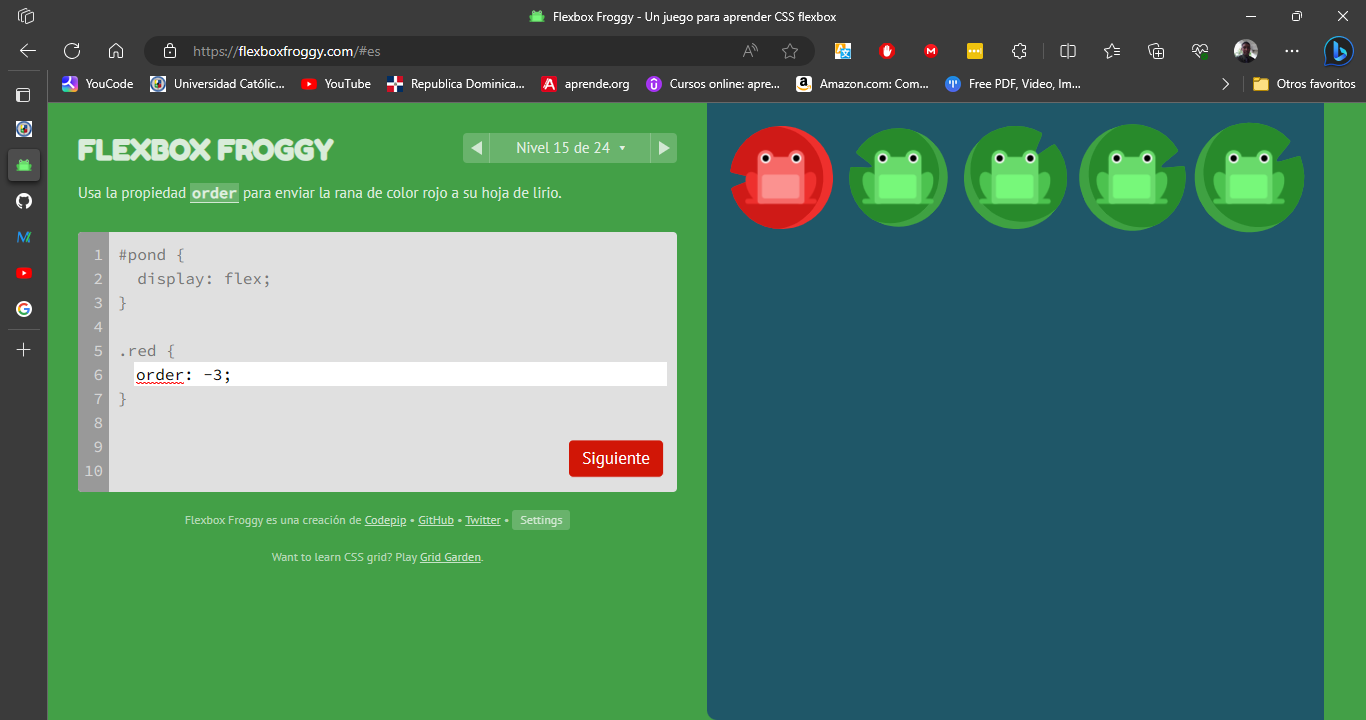 Flexbox Froggy - Un juego para aprender CSS flexbox
https://flexboxfroggy.com/#es
YouCode
Universidad Católic...
YouTube
Republica Dominica...
aprende.org
Cursos online: apre...
Amazon.com: Com...
Free PDF, Video, Im...
Otros favoritos
FLEXBOX FROGGY
Nivel 15 de 24
Usa la propiedad order para enviar la rana de color rojo a su hoja de lirio.
1 #pond {
2 display: flex;
3 }
4
5 .red {
6 order: -3;
7 }
8
9
10
Siguiente
Flexbox Froggy es una creación de Codepip • GitHub • Twitter • Settings
Want to learn CSS grid? Play Grid Garden.